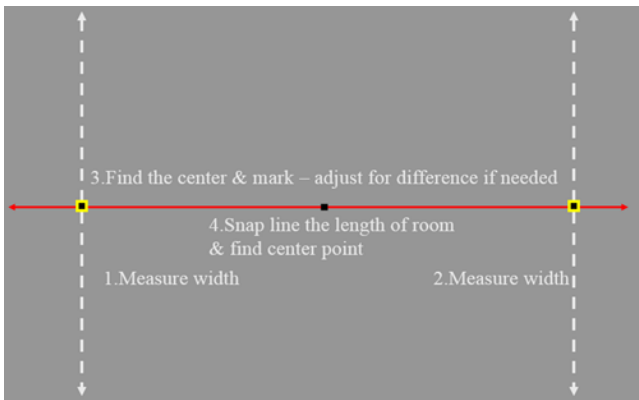 3.Find the center & mark – adjust for difference if needed
4.Snap line the length of room
& find center point
1.Measure width
2.Measure width